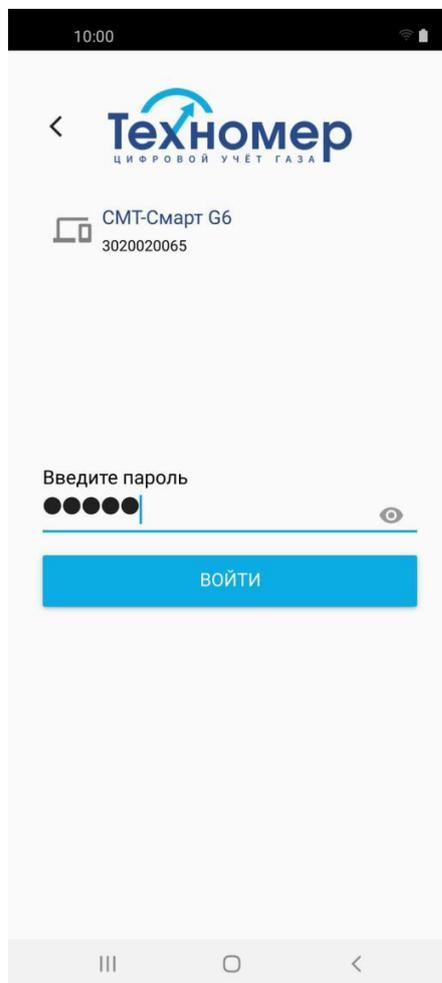 10:00
Техномер
ЦИФРОВОЙ УЧЁТ ГАЗА
СМТ-Смарт G6
3020020065
Введите пароль
ВОЙТИ